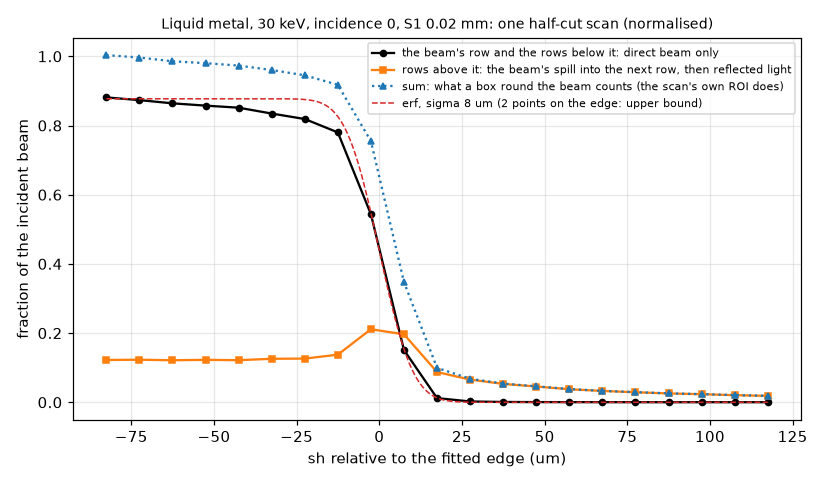 Liquid metal, 30 keV, incidence 0, S1 0.02 mm: one half-cut scan (normalised)
the beam's row and the rows below it: direct beam only
rows above it: the beam's spill into the next row, then reflected light
sum: what a box round the beam counts (the scan's own ROI does)
erf, sigma 8 um (2 points on the edge: upper bound)
fraction of the incident beam
1.0
0.8
0.6
0.4
0.2
0.0
−75 −50 −25 0 25 50 75 100 125
sh relative to the fitted edge (um)